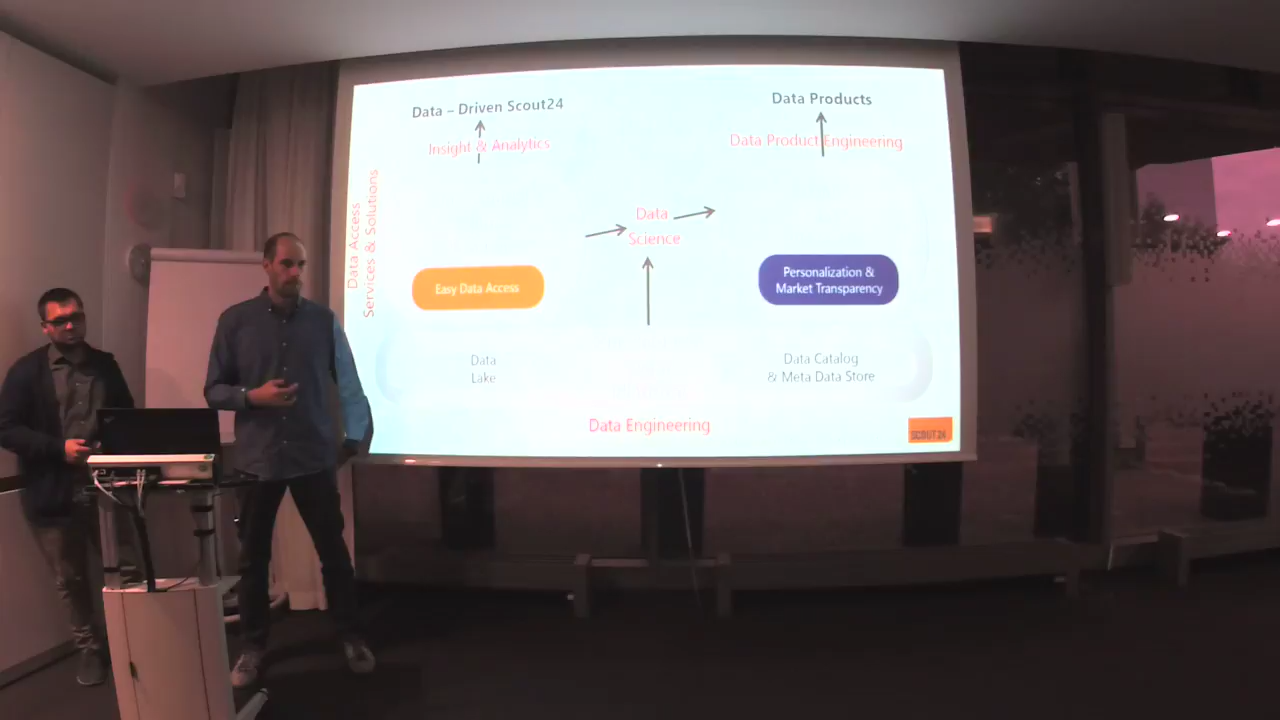 Data – Driven Scout24
Data Products
Insight & Analytics
Data Product Engineering
Data Access
Services & Solutions
Data
Science
Easy Data Access
Personalization &
Market Transparency
Data
Lake
Data Catalog
& Meta Data Store
Data Engineering
SCOUT24